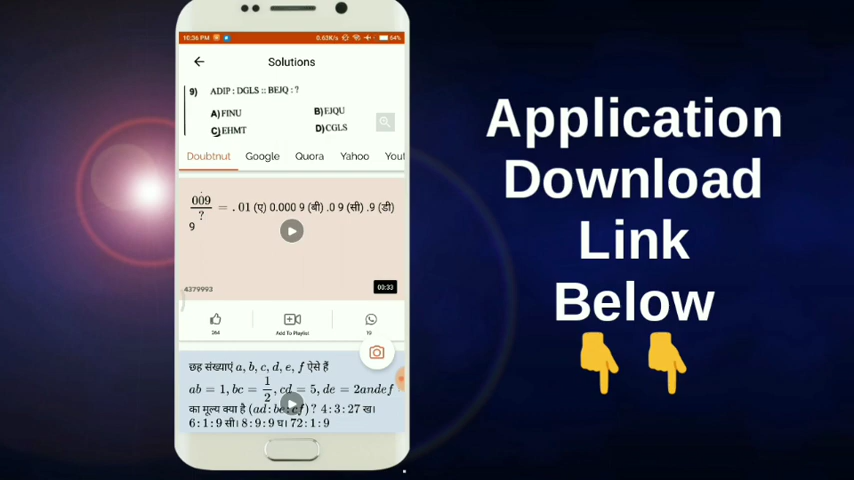 10:36 PM
0.63K/s
64%
Solutions
9) ADIP : DGLS :: BEJQ : ?
A) FINU B) EJQU
C) EHMT D) CGLS
Doubtnut Google Quora Yahoo
009
? = . 01 (ए) 0.000 9 (बी) .0 9 (सी) .9 (डी)
9
4379993
00:33
364 Add To Playlist 19
छह संख्याएं a, b, c, d, e, f ऐसे हैं
ab = 1, bc = 1/2, cd = 5, de = 2andef
का मूल्य क्या है (ad : be : cf) ? 4 : 3 : 27 ख।
6 : 1 : 9 सी। 8 : 9 : 9 घ। 72 : 1 : 9
Application
Download
Link
Below